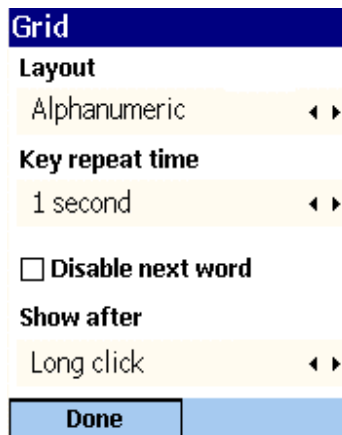 Grid
Layout
Alphanumeric
Key repeat time
1 second
Disable next word
Show after
Long click
Done